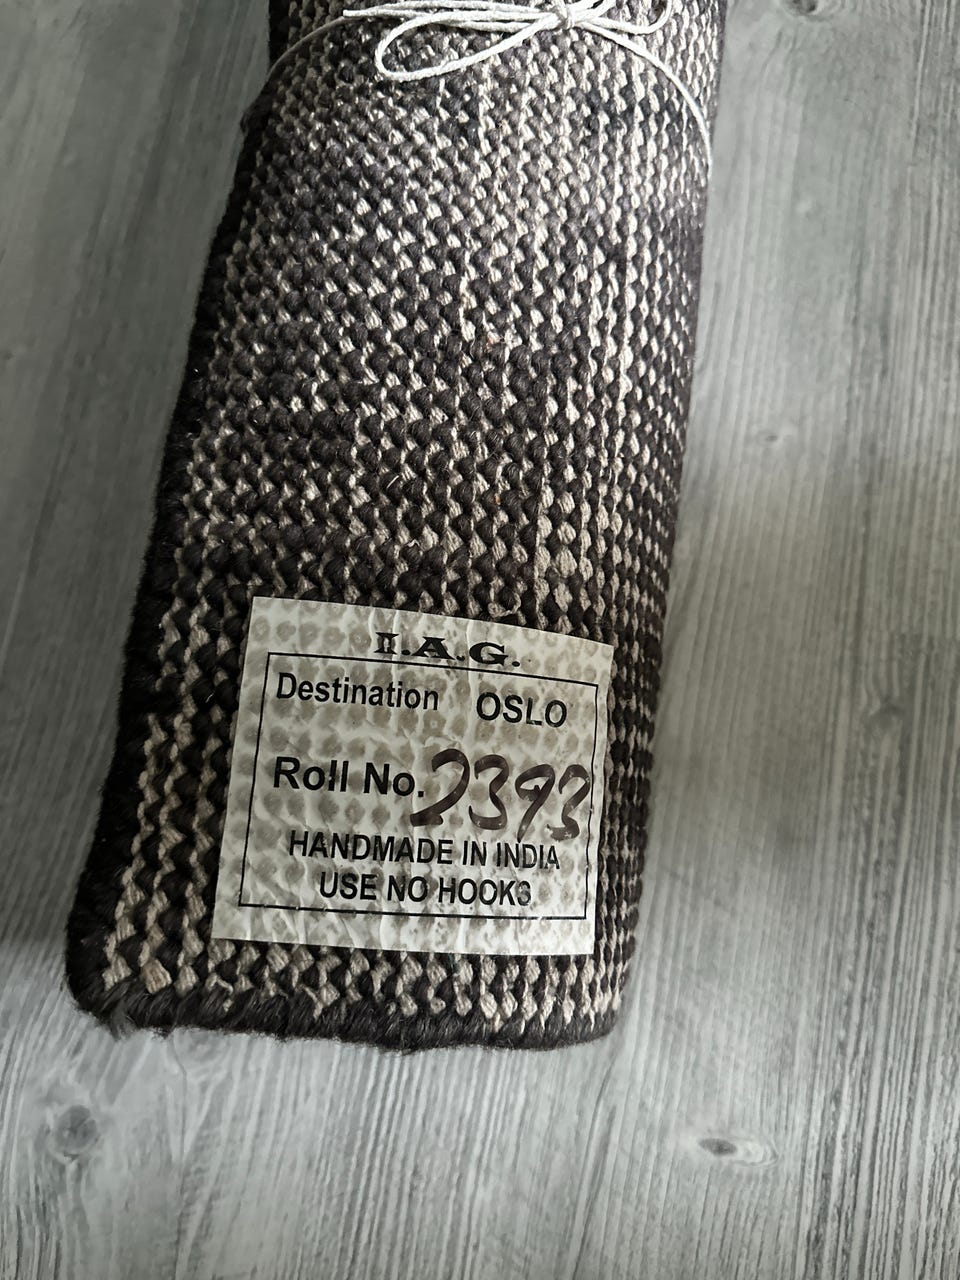 I.A.G.
Destination OSLO
Roll No. 2393
HANDMADE IN INDIA
USE NO HOOKS